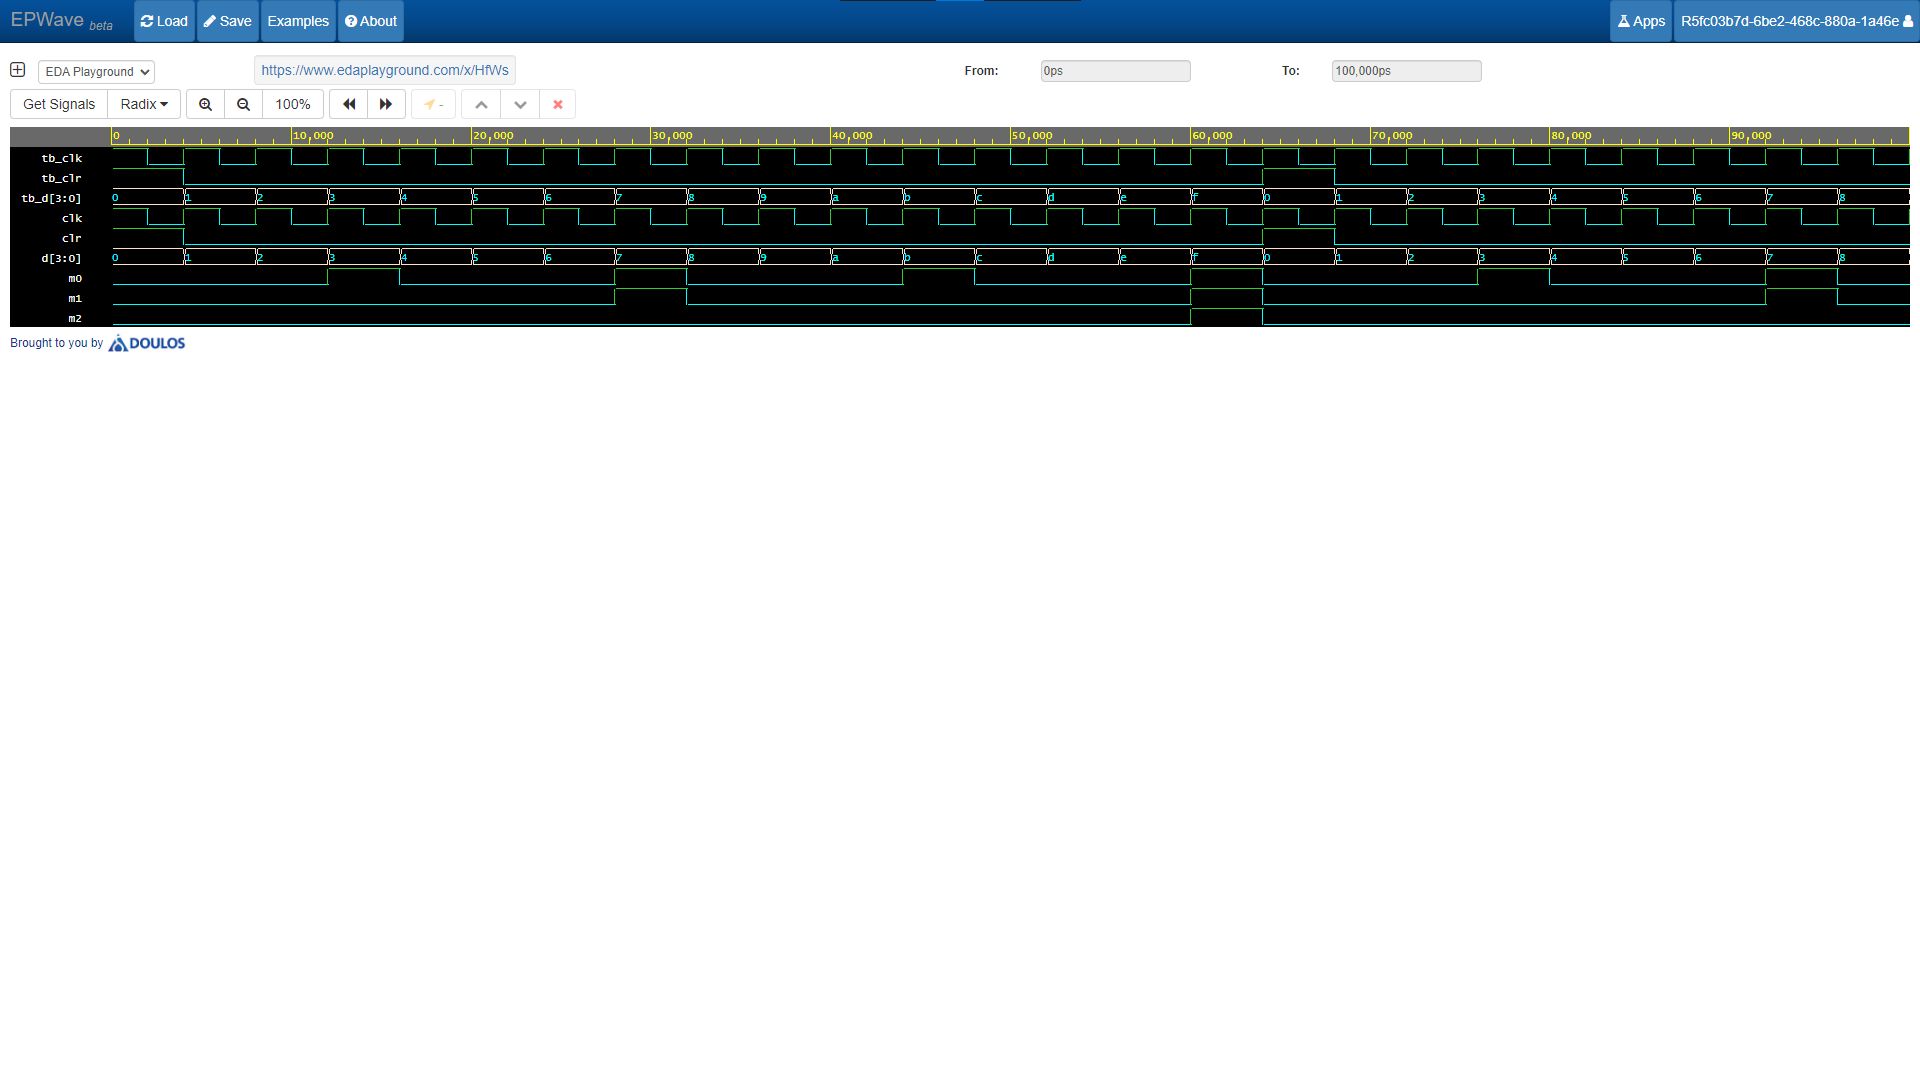 EPWave beta Load Save Examples About Apps R5fc03b7d-6be2-468c-880a-1a46e
EDA Playground https://www.edaplayground.com/x/HfWs From: 0ps To: 100,000ps
Get Signals Radix 100% -
0 10,000 20,000 30,000 40,000 50,000 60,000 70,000 80,000 90,000
tb_clk
tb_clr
tb_d[3:0] 0 1 2 3 4 5 6 7 8 9 a b c d e f 0 1 2 3 4 5 6 7 8
clk
clr
d[3:0] 0 1 2 3 4 5 6 7 8 9 a b c d e f 0 1 2 3 4 5 6 7 8
m0
m1
m2
Brought to you by DOULOS